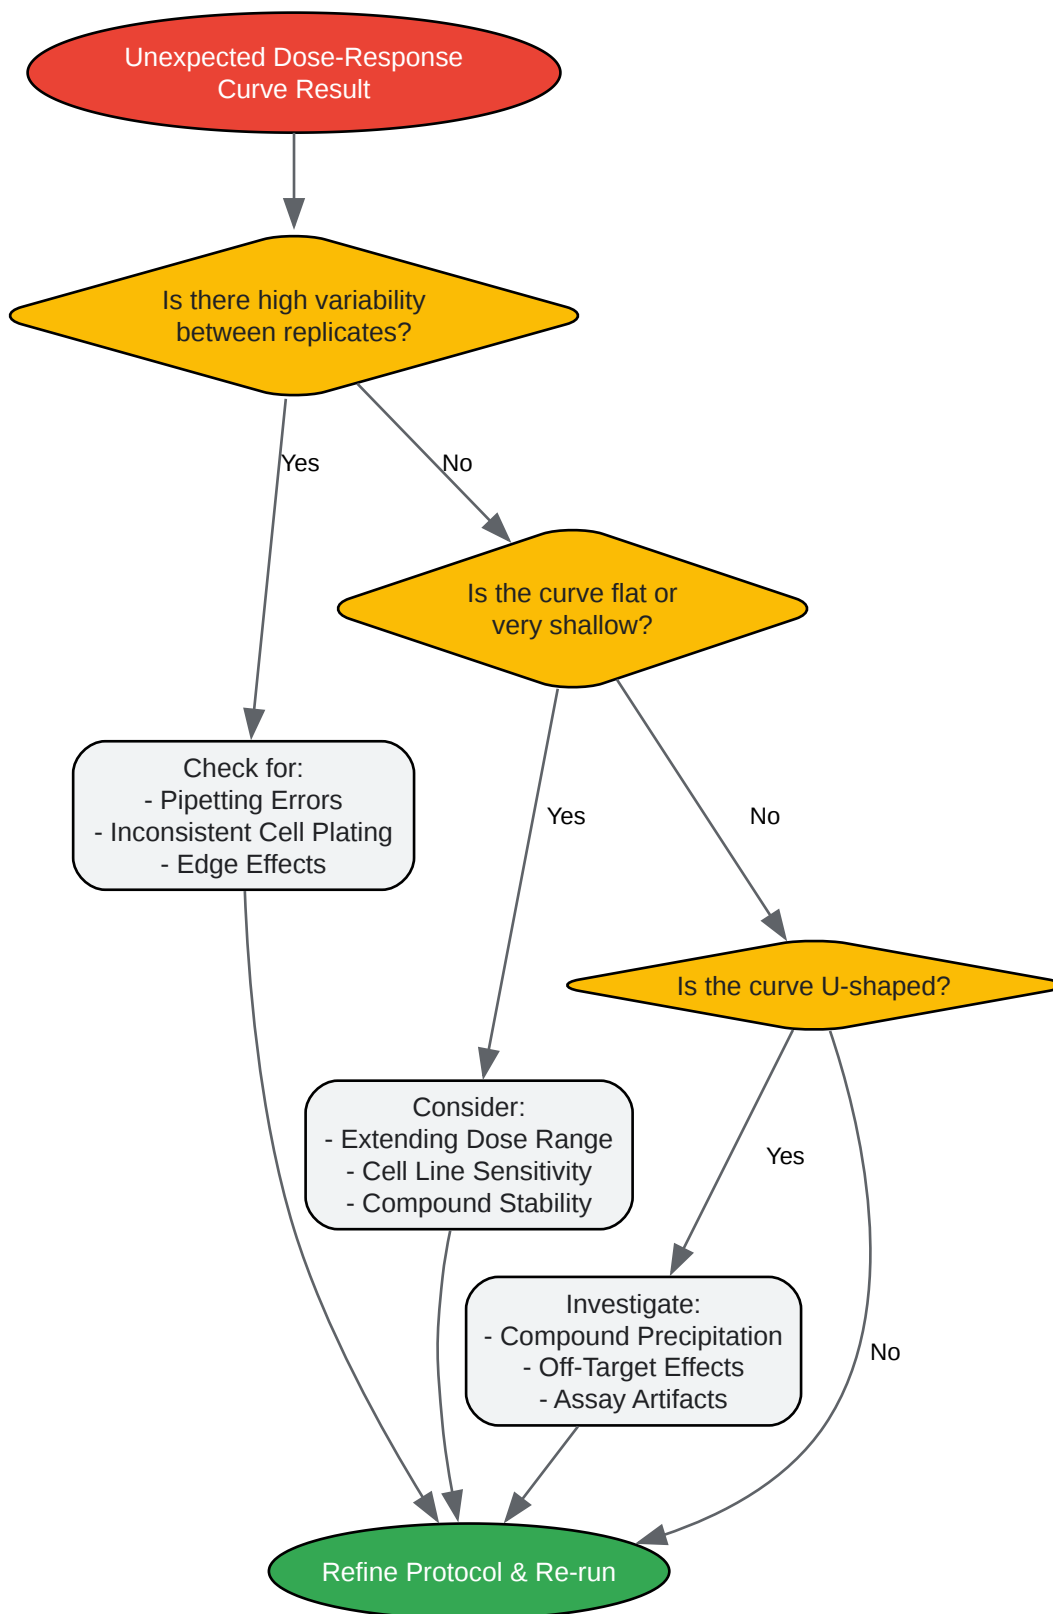 Unexpected Dose-Response
Curve Result
Is there high variability
between replicates?
Yes
No
Is the curve flat or
very shallow?
Check for:
- Pipetting Errors
- Inconsistent Cell Plating
- Edge Effects
Yes
No
Is the curve U-shaped?
Consider:
- Extending Dose Range
- Cell Line Sensitivity
- Compound Stability
Yes
No
Investigate:
- Compound Precipitation
- Off-Target Effects
- Assay Artifacts
Refine Protocol & Re-run